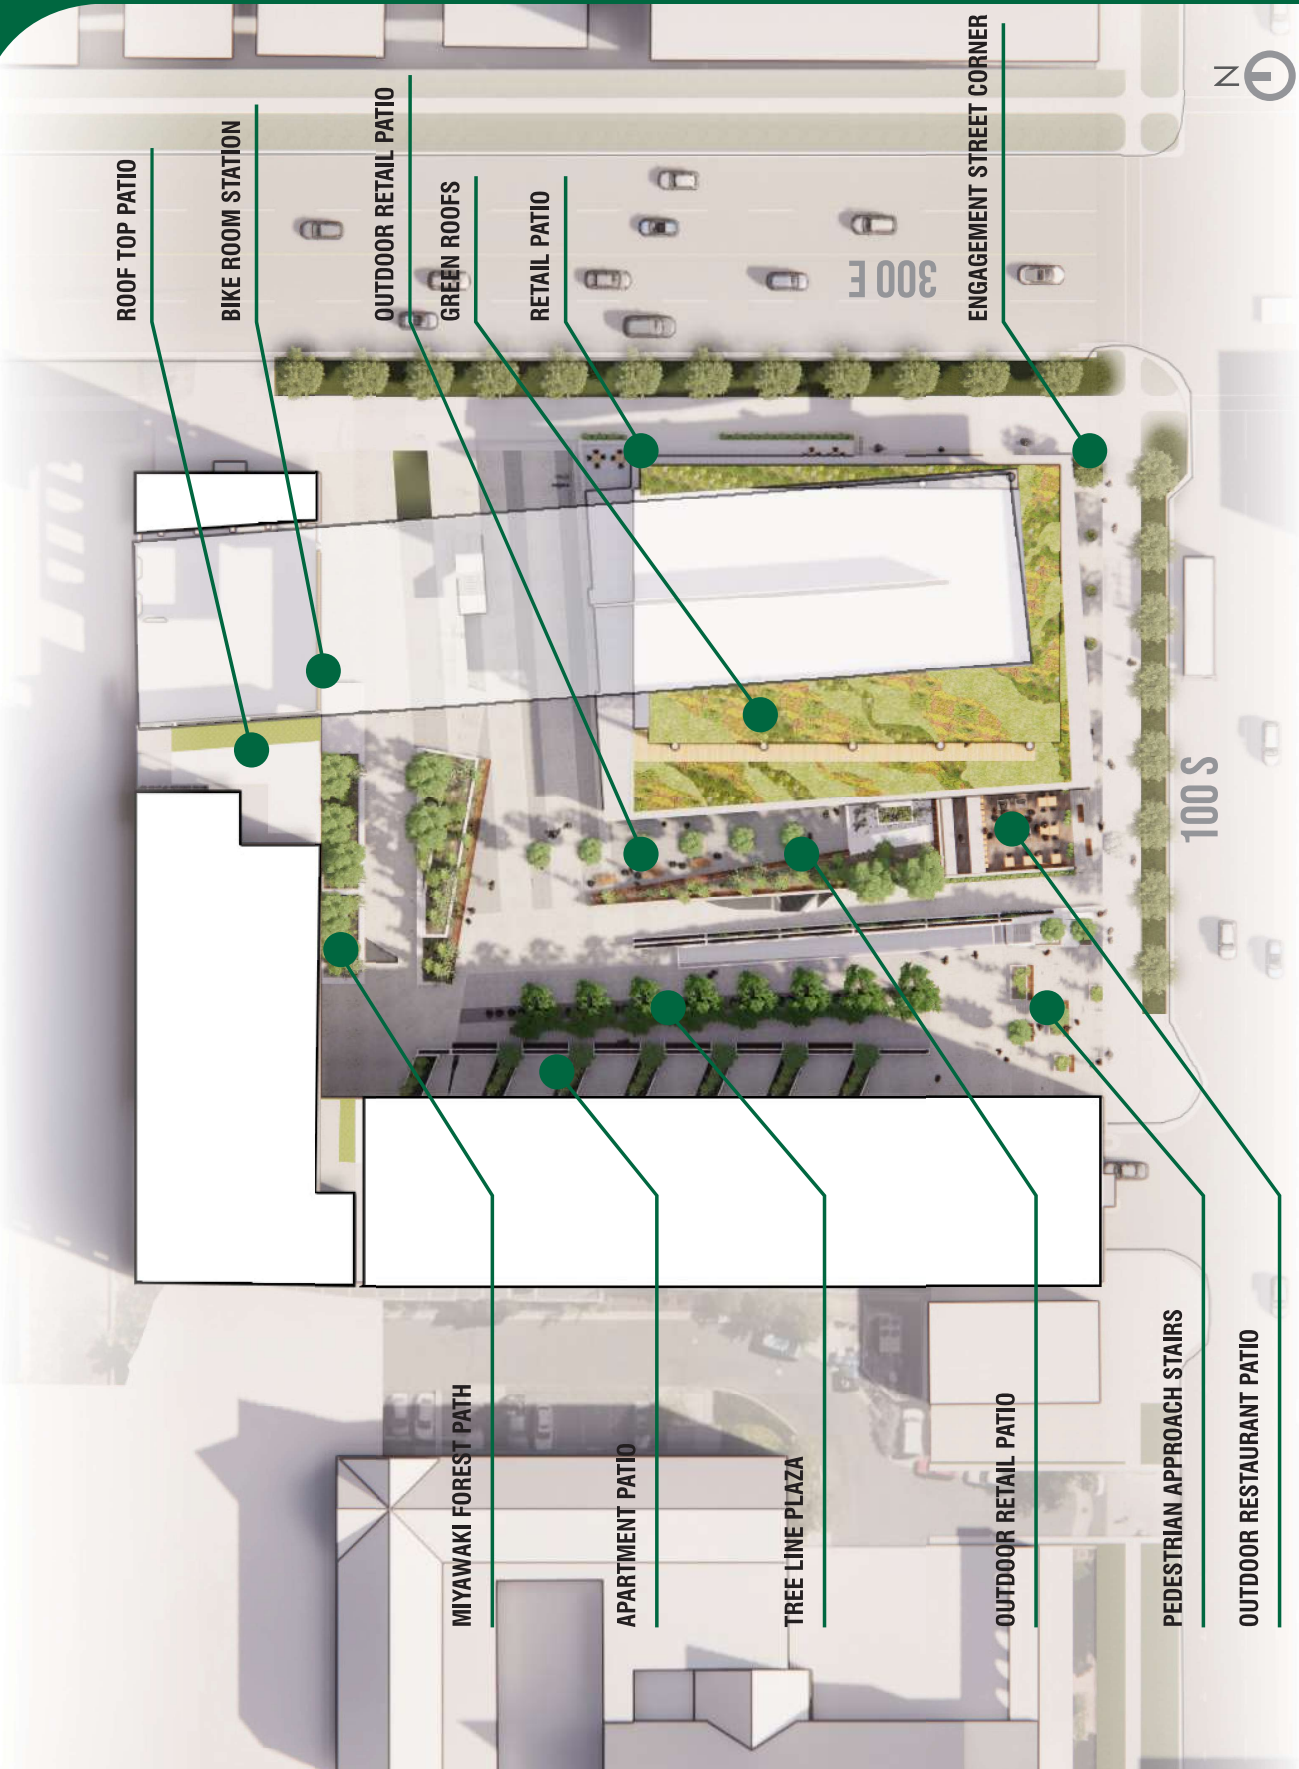 ROOF TOP PATIO
BIKE ROOM STATION
OUTDOOR RETAIL PATIO
GREEN ROOFS
RETAIL PATIO
ENGAGEMENT STREET CORNER
N
300 E
100 S
MIYAWAKI FOREST PATH
APARTMENT PATIO
TREE LINE PLAZA
OUTDOOR RETAIL PATIO
PEDESTRIAN APPROACH STAIRS
OUTDOOR RESTAURANT PATIO